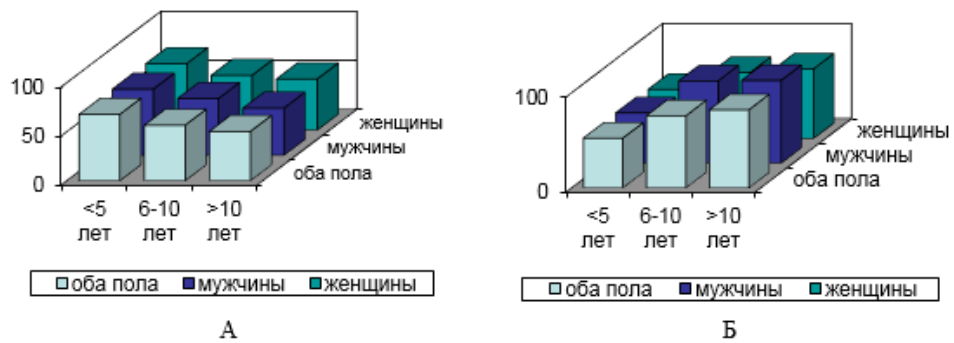 100
50
0
<5
лет
6-10
лет
>10
лет
женщины
мужчины
оба пола
оба пола мужчины женщины
А
100
0
<5
лет
6-10
лет
>10
лет
женщины
мужчины
оба пола
оба пола мужчины женщины
Б